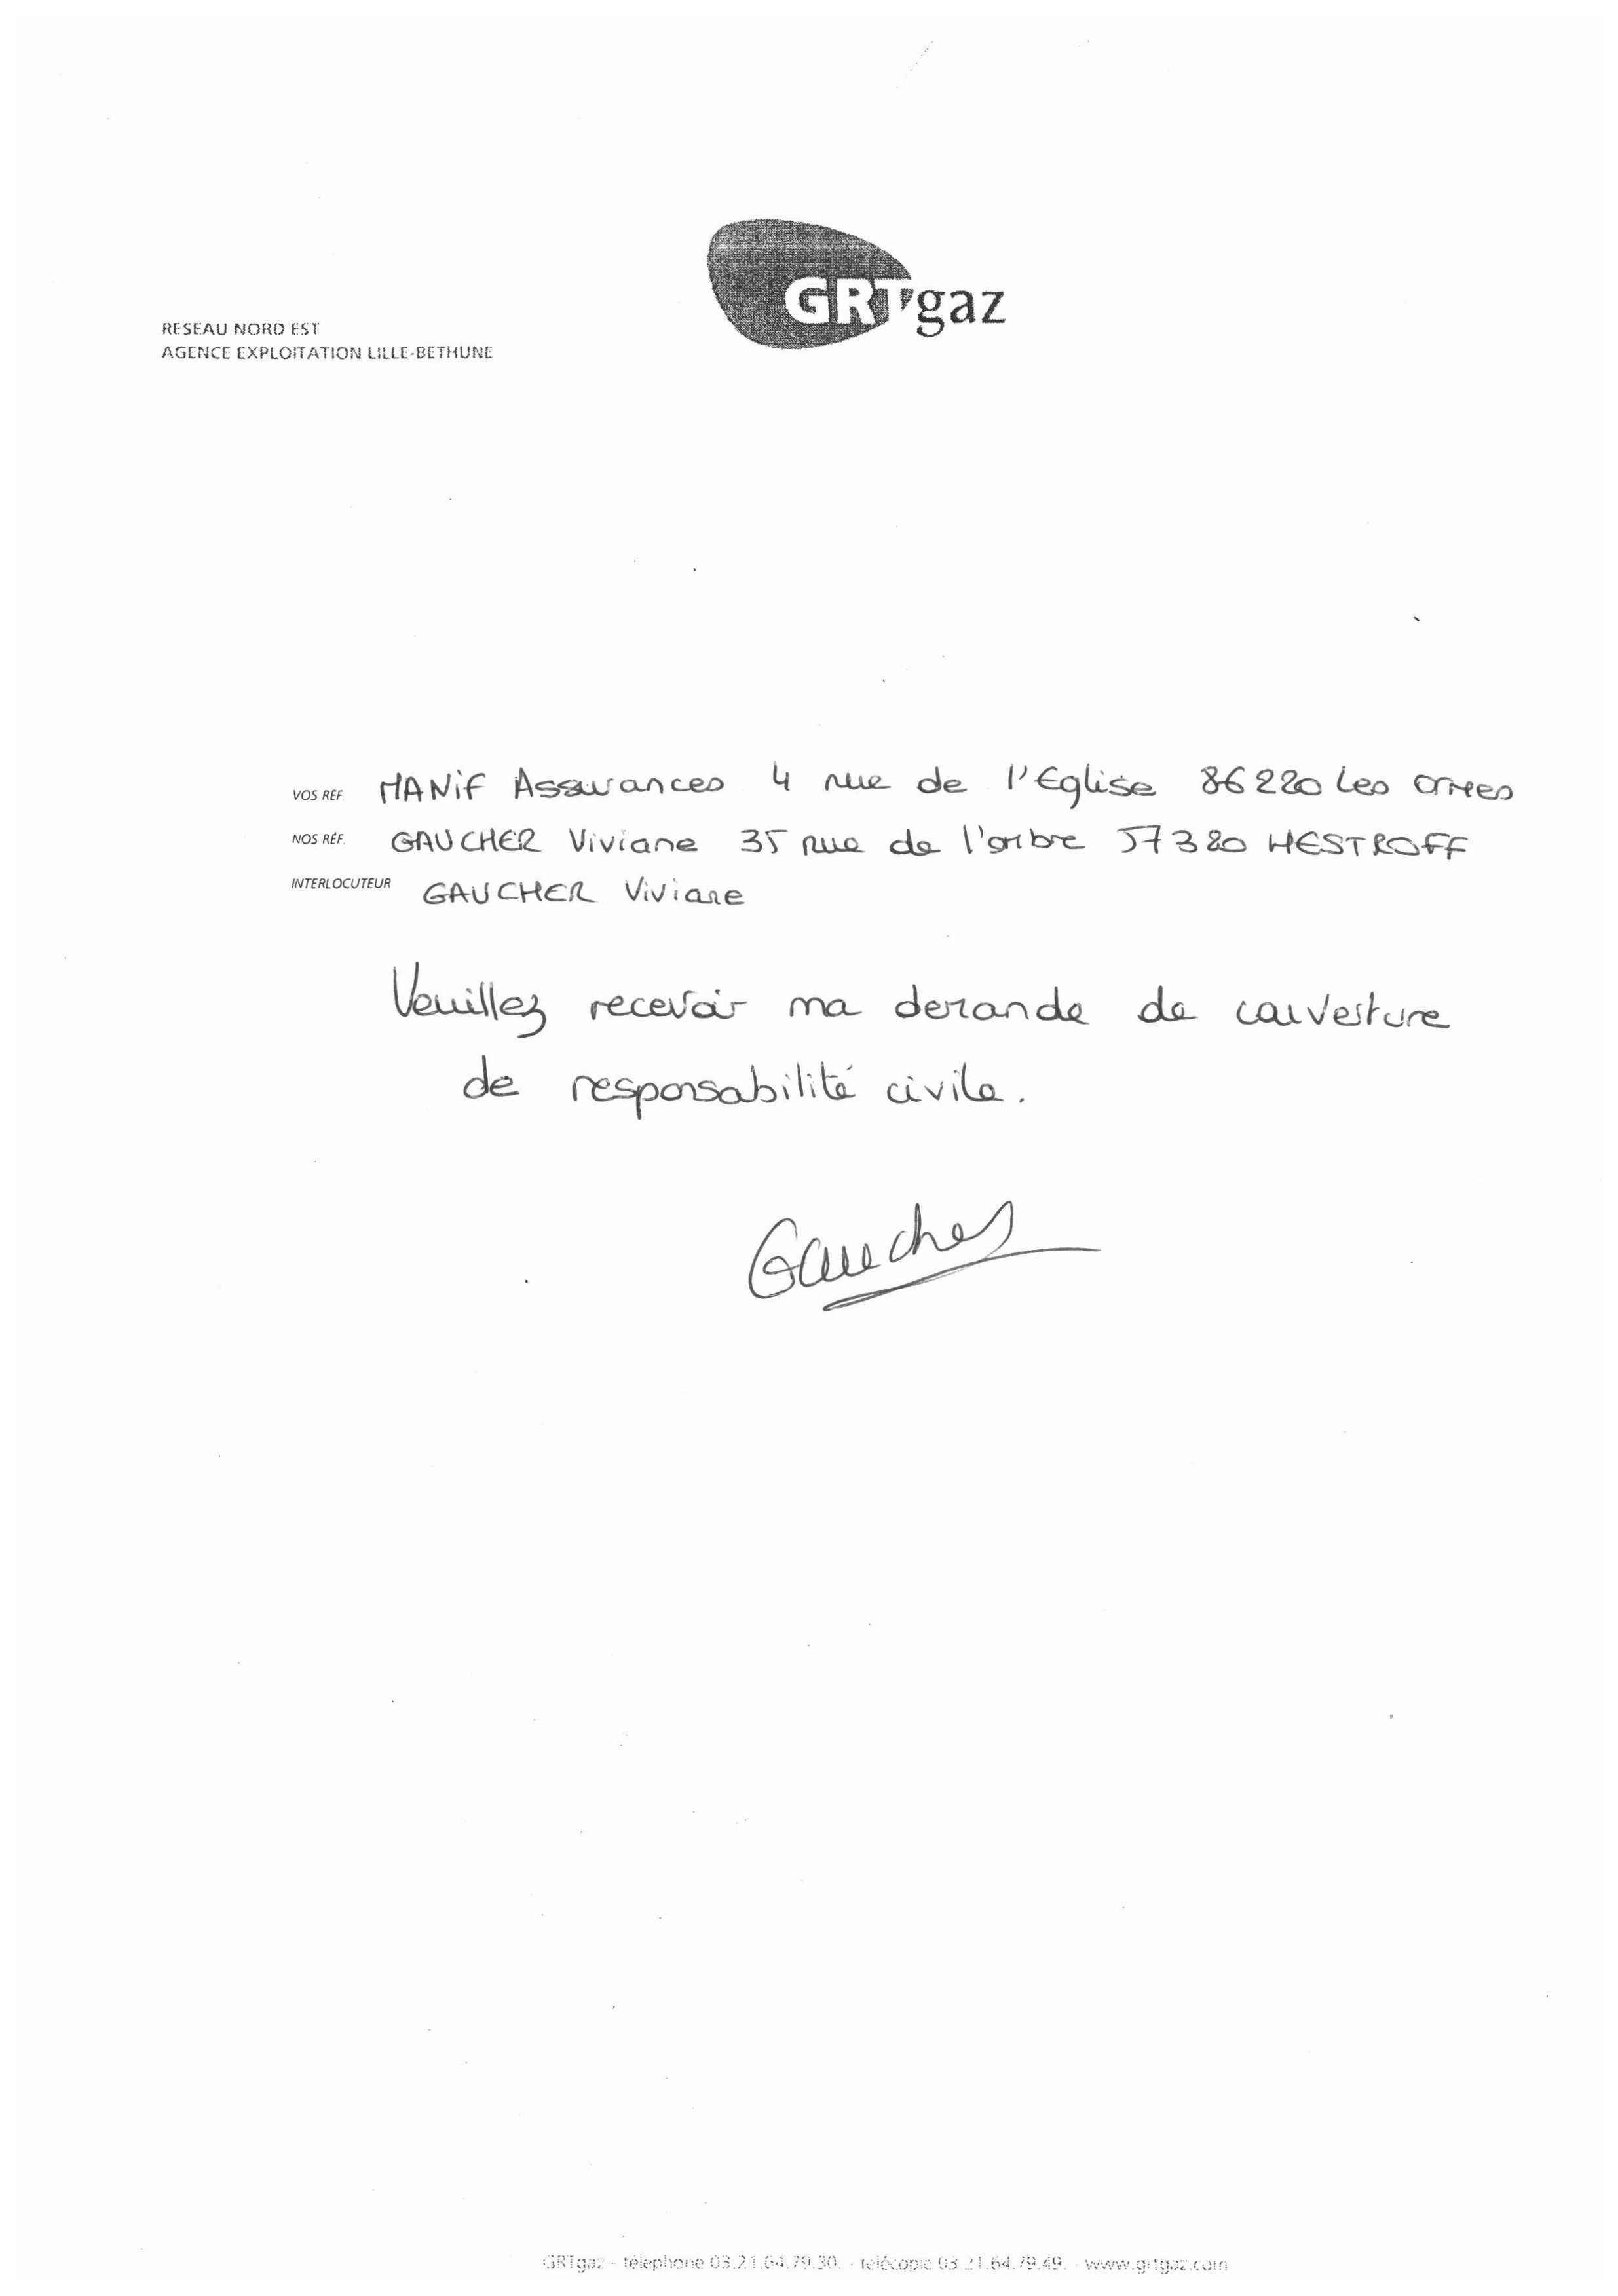 GRTgaz
RESEAU NORD EST
AGENCE EXPLOITATION LILLE-BETHUNE
VOS RÉF. MANIF Assurances 4 rue de l'Eglise 86220 Les Ormes
NOS RÉF. GAUCHER Viviane 35 rue de l'ombre 57320 HESTROFF
INTERLOCUTEUR GAUCHER Viviane
Veuillez recevoir ma demande de couverture
de responsabilité civile.
Gaucher
GRTgaz - téléphone 03.21.64.79.30. - télécopie 03.21.64.79.49. - www.grtgaz.com